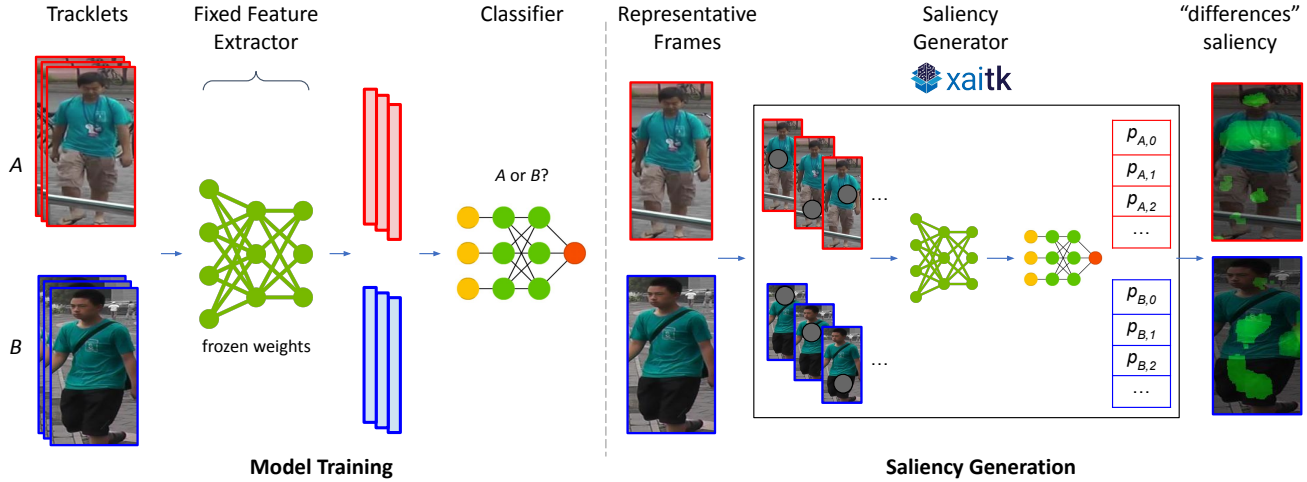 Tracklets
Fixed Feature
Extractor
Classifier
Representative
Frames
Saliency
Generator
“differences”
saliency
xaitk
A
B
frozen weights
A or B?
...
...
p_A,0
p_A,1
p_A,2
...
p_B,0
p_B,1
p_B,2
...
Model Training
Saliency Generation